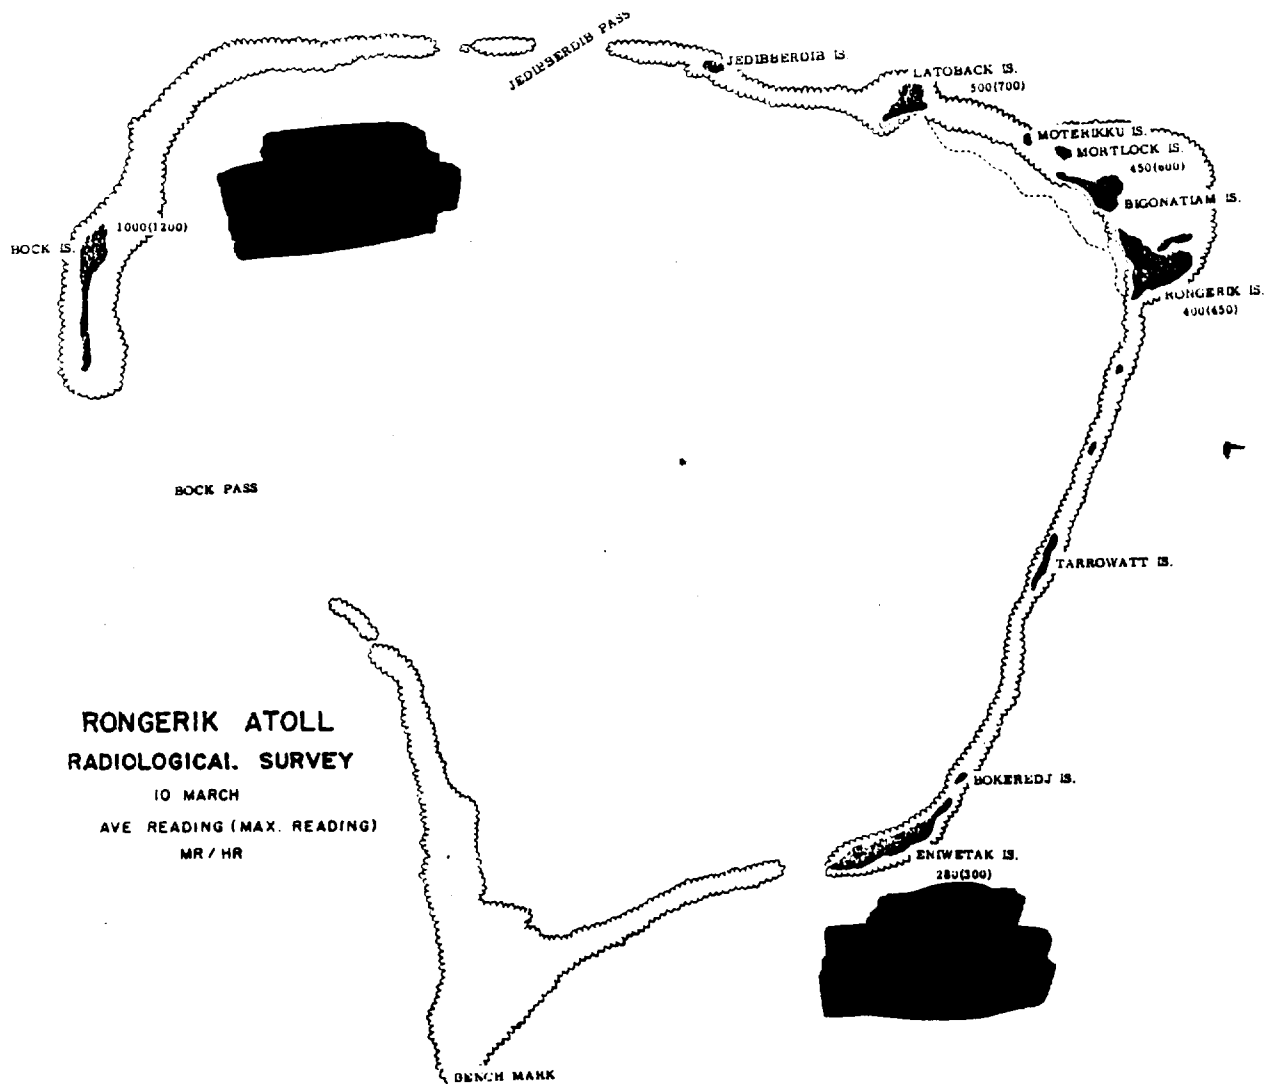 JEDIBBERDIB PASS
JEDIBBERDIB IS.
LATOBACK IS.
500(700)
MOTERIKKU IS.
MORTLOCK IS.
450(600)
BIGONATIAM IS.
1000(1200)
BOCK IS.
RONGERIK IS.
400(450)
BOCK PASS
TARROWATT IS.
RONGERIK ATOLL
RADIOLOGICAL SURVEY
10 MARCH
AVE READING (MAX. READING)
MR / HR
BOKEREDJ IS.
ENIWETAK IS.
280(300)
BENCH MARK